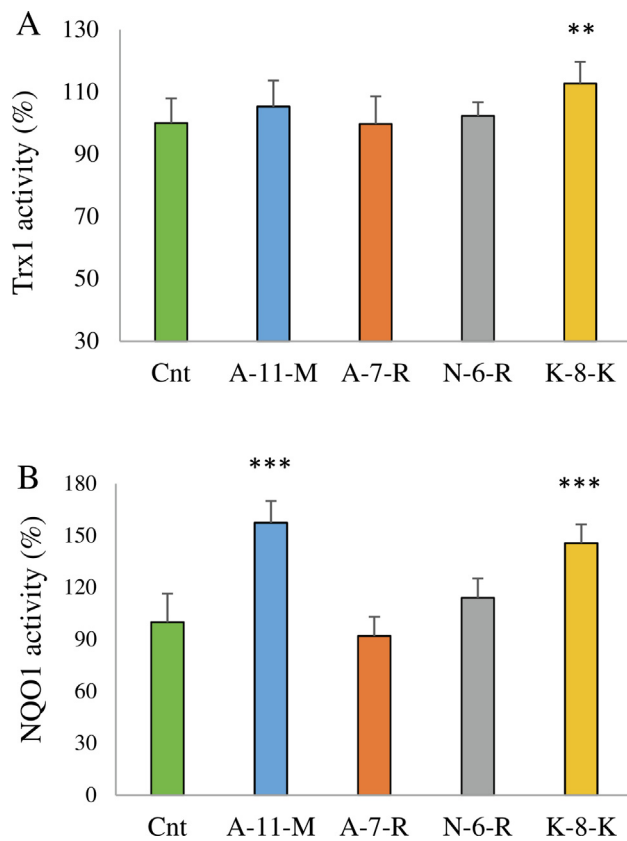 A
130
**
110
90
70
50
30
Trx1 activity (%)
Cnt A-11-M A-7-R N-6-R K-8-K
B
180
***
***
150
120
90
60
30
0
NQO1 activity (%)
Cnt A-11-M A-7-R N-6-R K-8-K